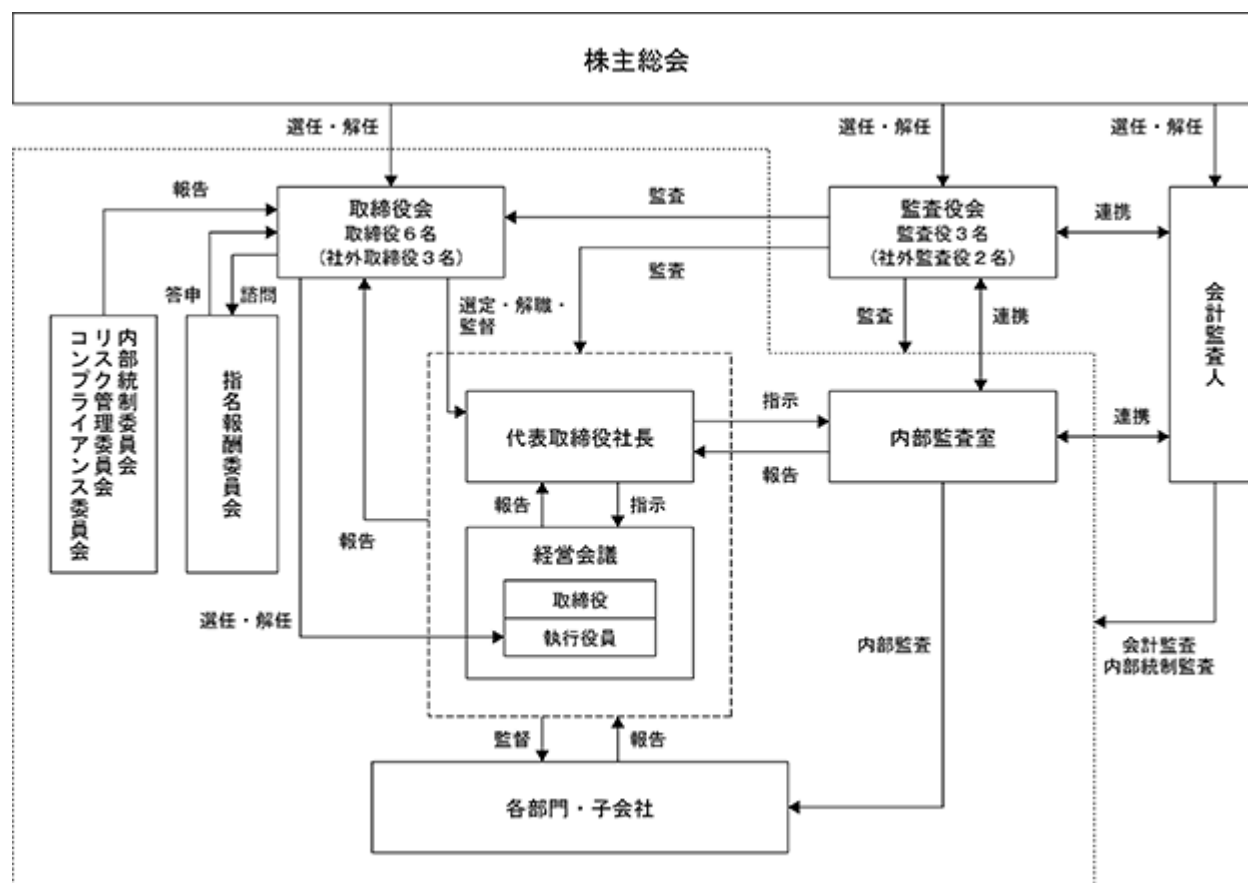 株主総会
選任・解任
選任・解任
選任・解任
報告
取締役会
取締役6名
(社外取締役3名)
監査
監査役会
監査役3名
(社外監査役2名)
連携
監査
答申
諮問
選定・解職・
監督
監査
連携
会計監査人
内部統制委員会
リスク管理委員会
コンプライアンス委員会
指名報酬委員会
代表取締役社長
指示
報告
内部監査室
連携
報告
報告
指示
経営会議
取締役
執行役員
選任・解任
内部監査
会計監査
内部統制監査
監督
報告
各部門・子会社